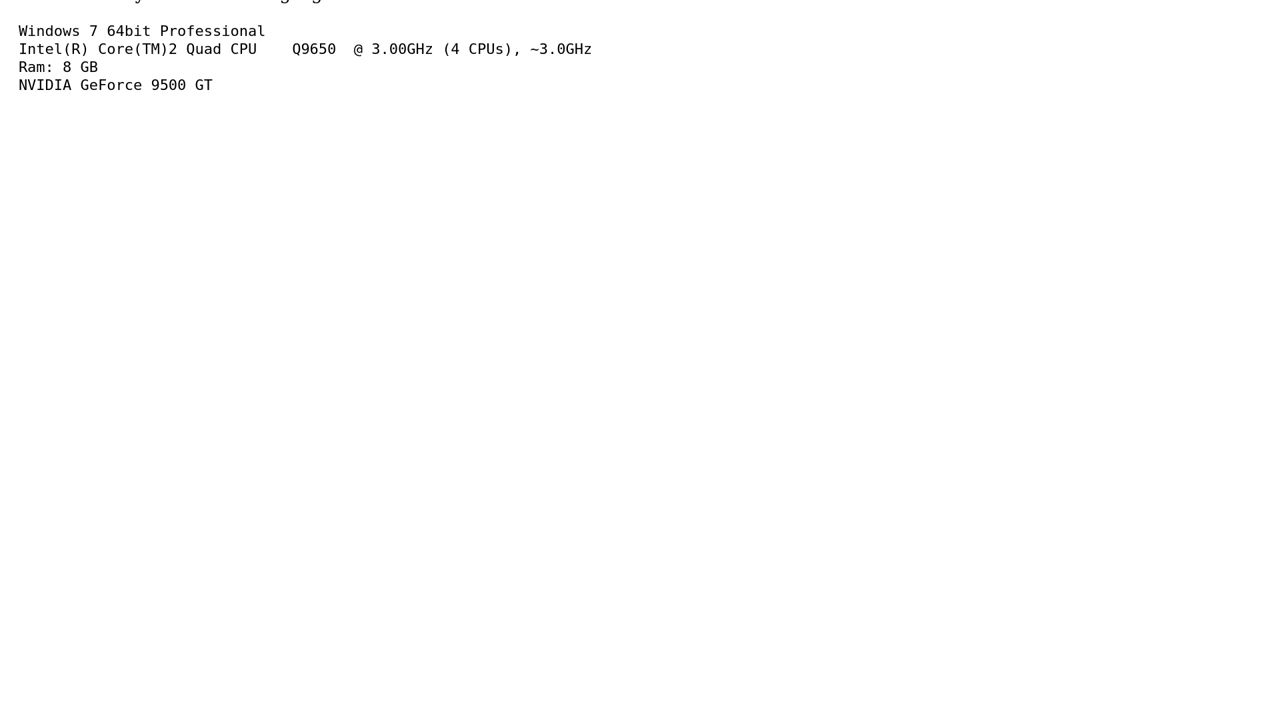 Windows 7 64bit Professional
Intel(R) Core(TM)2 Quad CPU    Q9650  @ 3.00GHz (4 CPUs), ~3.0GHz
Ram: 8 GB
NVIDIA GeForce 9500 GT